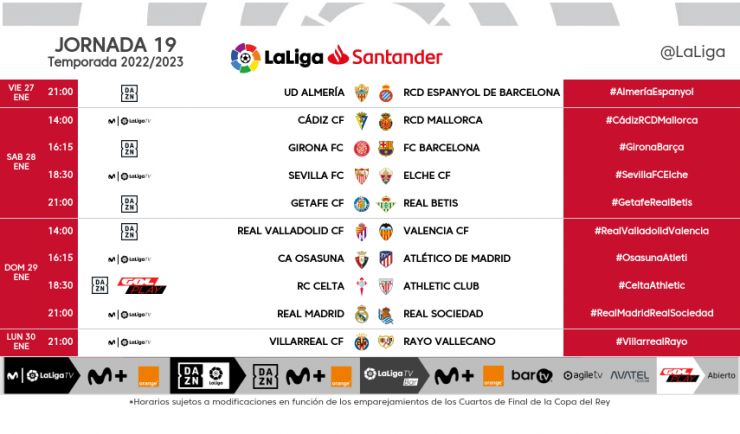 JORNADA 19
Temporada 2022/2023
LaLiga Santander
@LaLiga
VIE 27 ENE 21:00 DAZN UD ALMERÍA RCD ESPANYOL DE BARCELONA #AlmeríaEspanyol
SAB 28 ENE
14:00 M LaLigaTV CÁDIZ CF RCD MALLORCA #CádizRCDMallorca
16:15 DAZN GIRONA FC FC BARCELONA #GironaBarça
18:30 M LaLigaTV SEVILLA FC ELCHE CF #SevillaFCElche
21:00 DAZN GETAFE CF REAL BETIS #GetafeRealBetis
DOM 29 ENE
14:00 DAZN REAL VALLADOLID CF VALENCIA CF #RealValladolidValencia
16:15 M LaLigaTV CA OSASUNA ATLÉTICO DE MADRID #OsasunaAtleti
18:30 DAZN GOL PLAY RC CELTA ATHLETIC CLUB #CeltaAthletic
21:00 M LaLigaTV REAL MADRID REAL SOCIEDAD #RealMadridRealSociedad
LUN 30 ENE 21:00 M LaLigaTV VILLARREAL CF RAYO VALLECANO #VillarrealRayo
M LaLigaTV M+ orange DAZN LaLiga DAZN M+ orange LaLigaTV Bar M+ orange bartv agiletv AVATEL GOL PLAY Abierto
*Horarios sujetos a modificaciones en función de los emparejamientos de los Cuartos de Final de la Copa del Rey